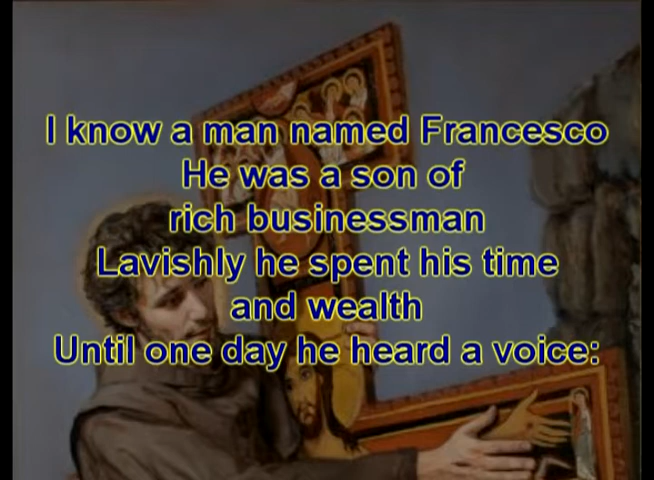 I know a man named Francesco
He was a son of
rich businessman
Lavishly he spent his time
and wealth
Until one day he heard a voice: